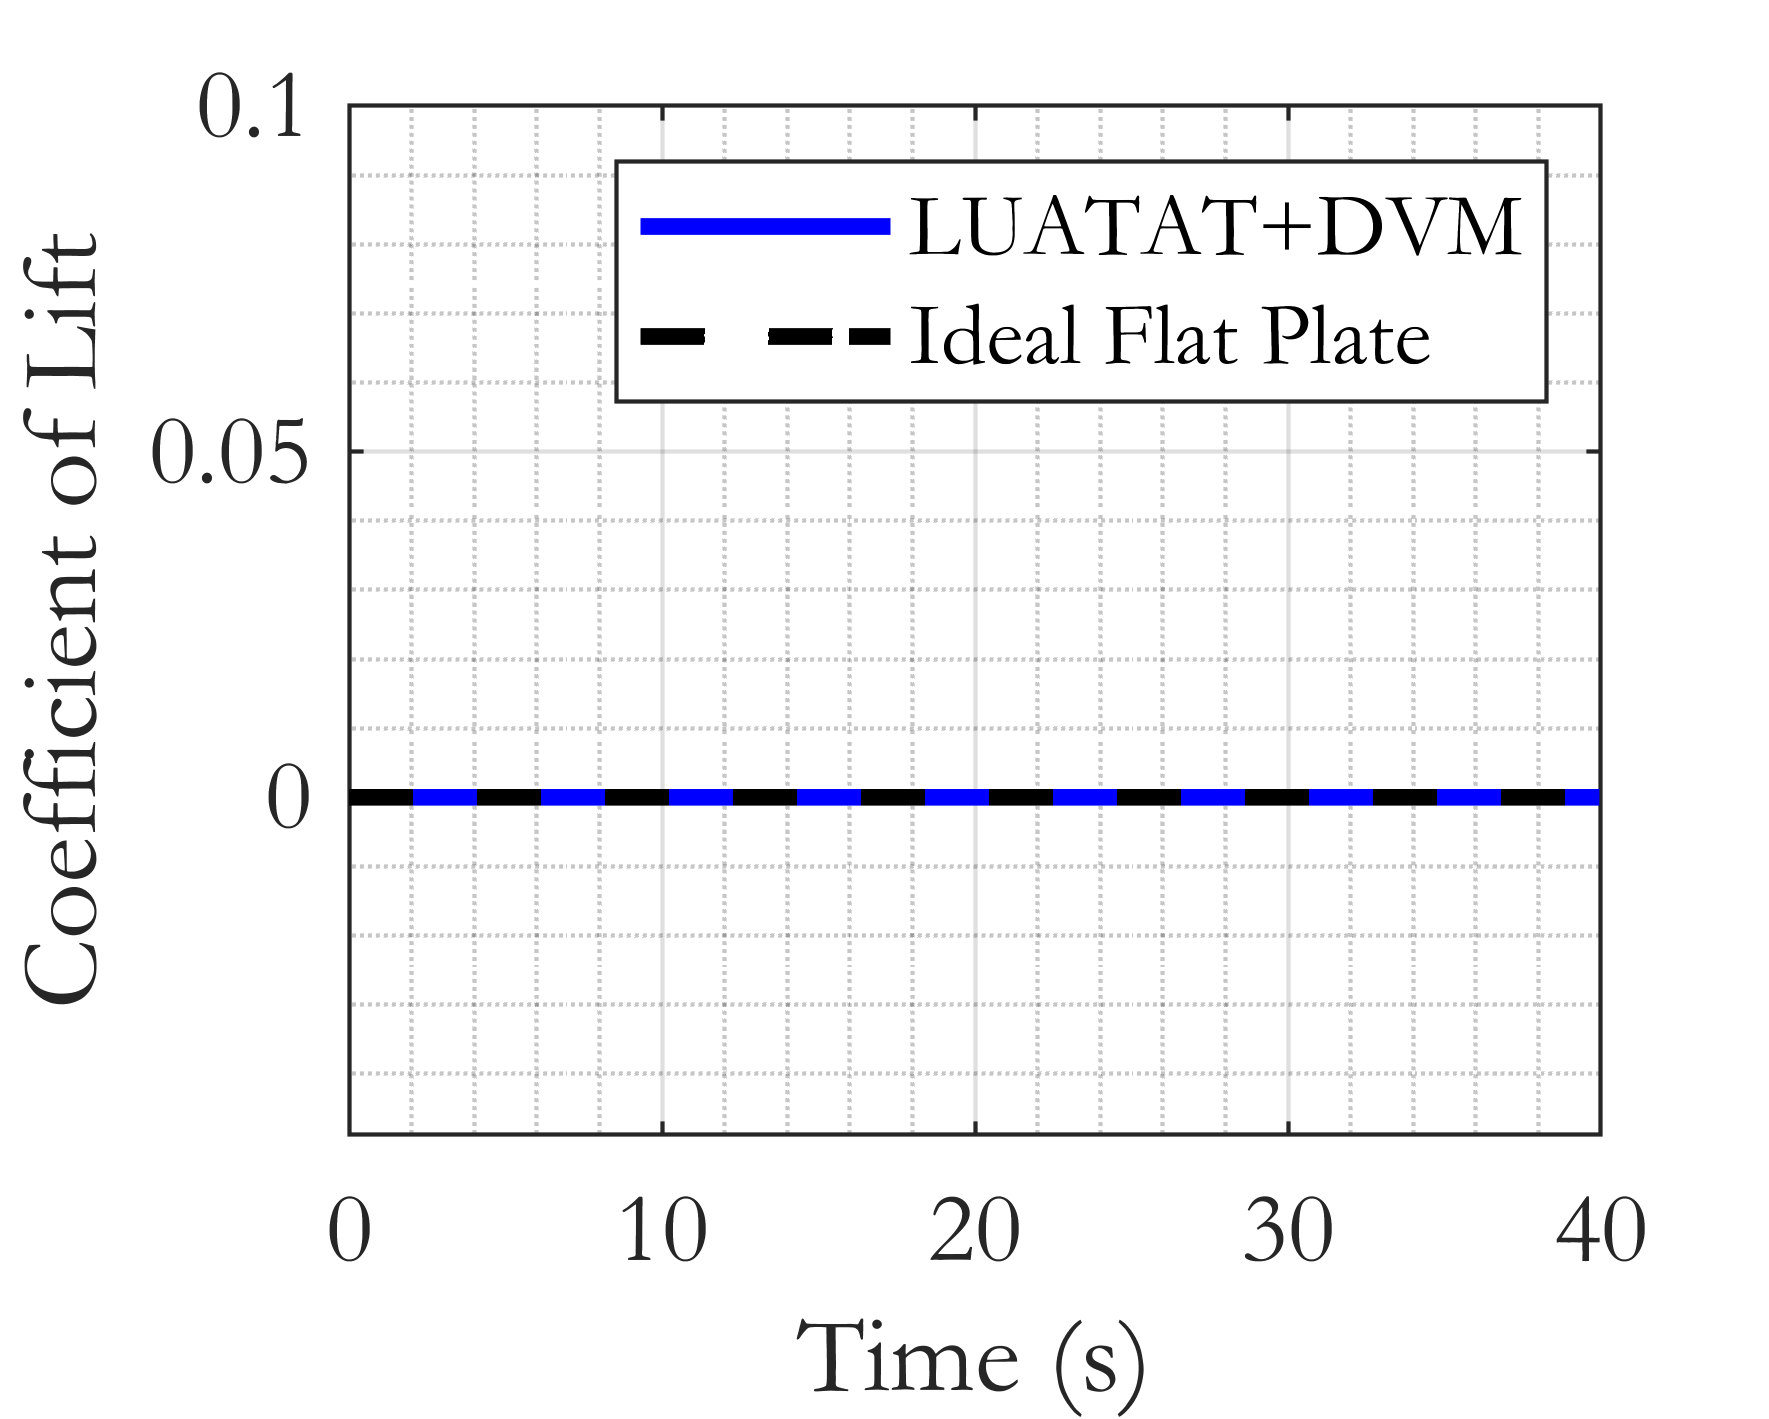 0.1
LUATAT+DVM
Ideal Flat Plate
0.05
0
Coefficient of Lift
0 10 20 30 40
Time (s)